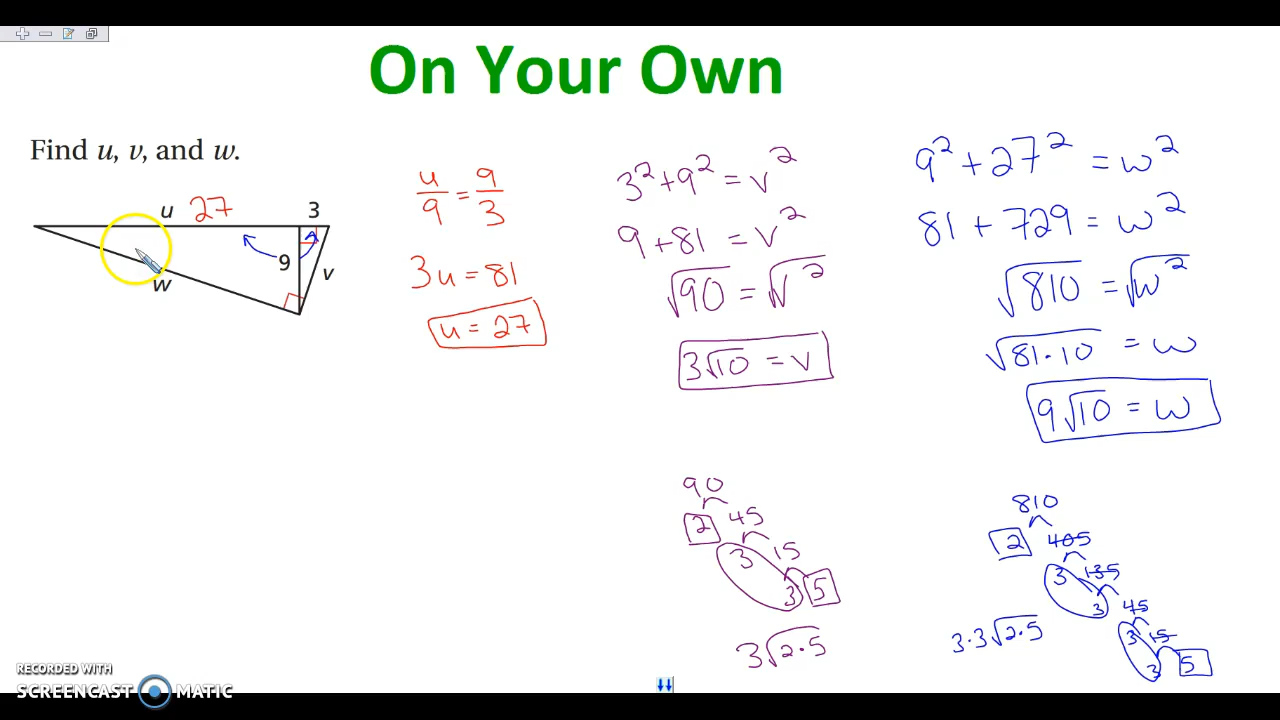 On Your Own
Find u, v, and w.
u 27 3
9
v
w
u/9 = 9/3
3u = 81
u = 27
3² + 9² = v²
9 + 81 = v²
√90 = √v²
3√10 = v
9² + 27² = w²
81 + 729 = w²
√810 = √w²
√81·10 = w
9√10 = w
90
2 45
3 15
3 5
3√2·5
810
2 405
3 135
3 45
3 15
3 5
3·3√2·5
RECORDED WITH
SCREENCAST MATIC